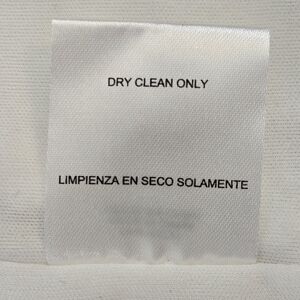 DRY CLEAN ONLY
LIMPIENZA EN SECO SOLAMENTE